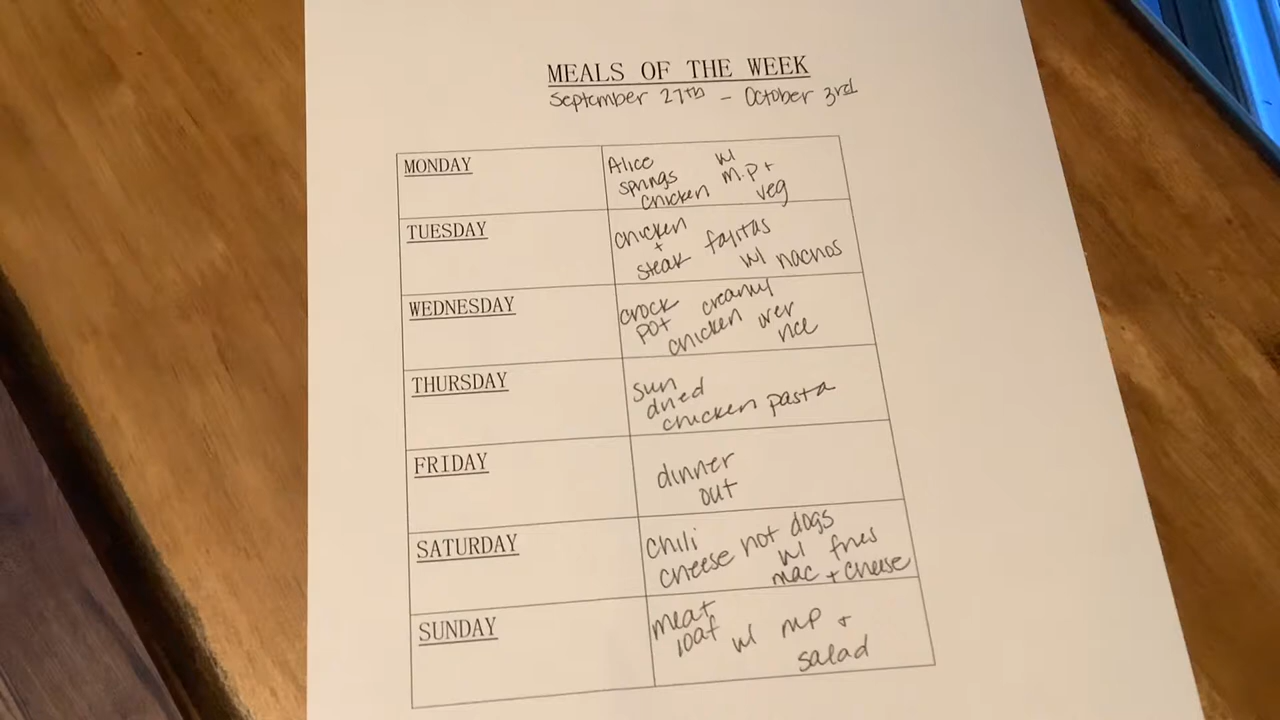 MEALS OF THE WEEK
September 27th - October 3rd
MONDAY
Alice
springs
chicken
w/
m.p +
veg
TUESDAY
chicken
+
steak
fajitas
w/ nachos
WEDNESDAY
crock
pot
creamy
chicken over
rice
THURSDAY
sun
dried
chicken pasta
FRIDAY
dinner
out
SATURDAY
chili
cheese hot dogs
w/ fries
mac + cheese
SUNDAY
meat
loaf
w/ mp +
salad